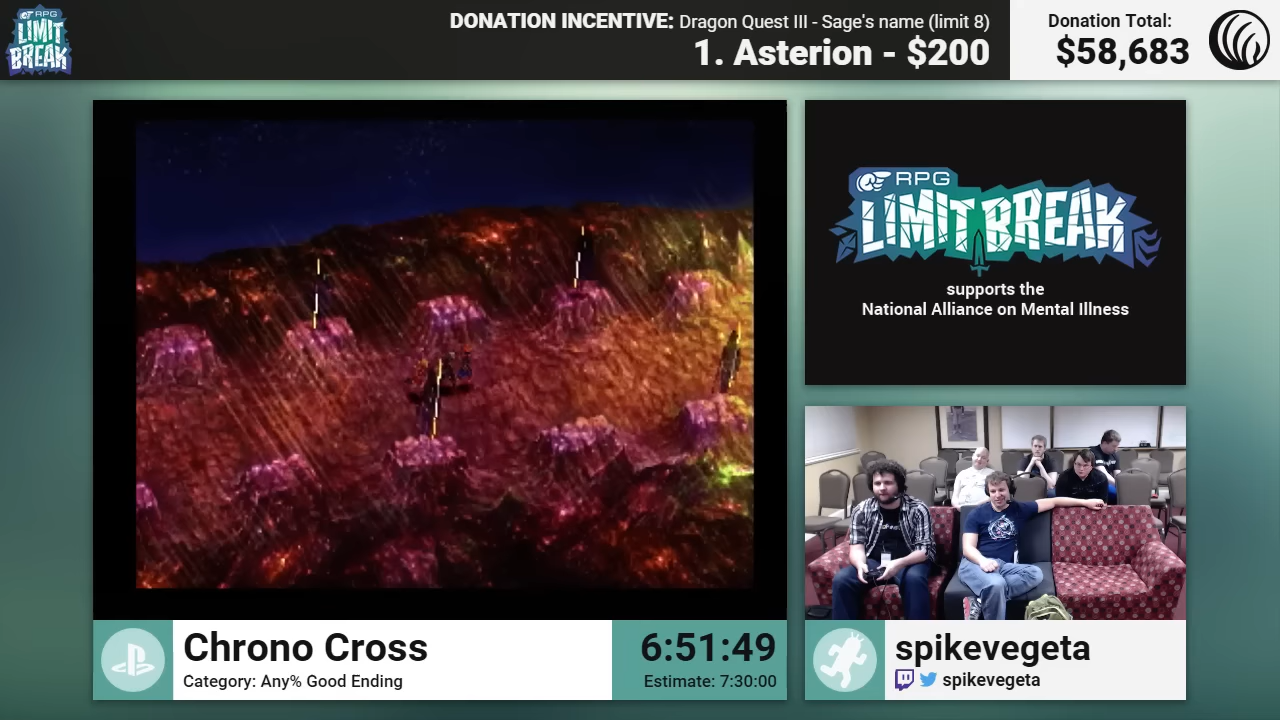 RPG
LIMIT
BREAK
DONATION INCENTIVE: Dragon Quest III - Sage's name (limit 8)
1. Asterion - $200
Donation Total:
$58,683
RPG
LIMIT BREAK
supports the
National Alliance on Mental Illness
Chrono Cross
Category: Any% Good Ending
6:51:49
Estimate: 7:30:00
spikevegeta
spikevegeta